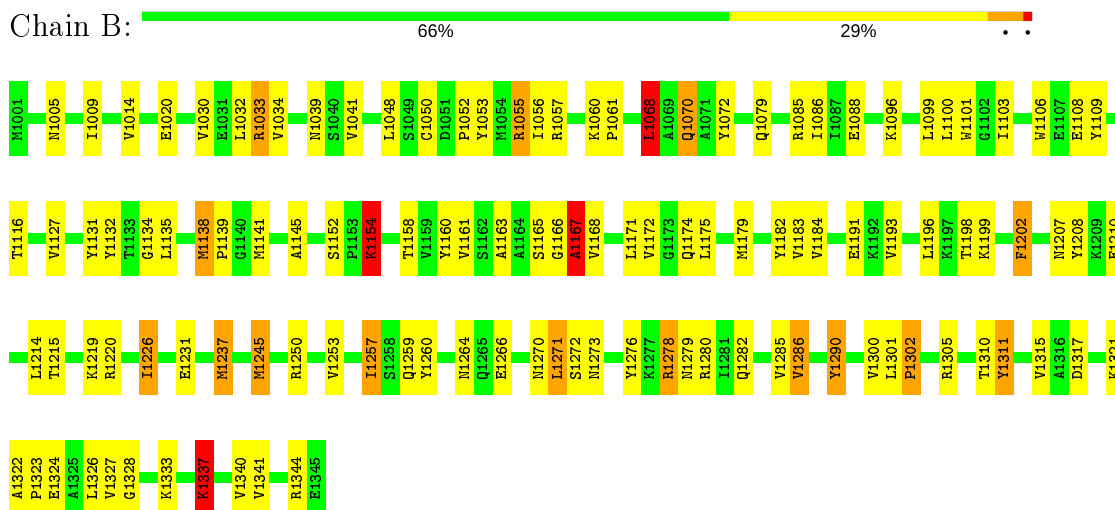 Chain B:
66% 29% • •
M1001 N1005 I1009 V1014 E1020 V1030 E1031 L1032 R1033 V1034 N1039 S1040 V1041 L1048 S1049 C1050 D1051 P1052 Y1053 M1054 R1055 I1056 R1057 K1060 P1061 L1068 A1069 Q1070 A1071 Y1072 Q1079 R1085 I1086 I1087 E1088 K1096 L1099 L1100 W1101 G1102 I1103 W1106 E1107 E1108 Y1109
T1116 V1127 Y1131 Y1132 T1133 G1134 L1135 M1138 P1139 G1140 M1141 A1145 S1152 P1153 K1154 T1158 V1159 Y1160 V1161 S1162 A1163 A1164 S1165 G1166 A1167 V1168 L1171 V1172 G1173 Q1174 L1175 M1179 Y1182 V1183 V1184 E1191 K1192 V1193 L1196 K1197 T1198 K1199 F1202 N1207 Y1208 K1209
L1214 T1215 K1219 R1220 I1226 E1231 M1237 M1245 R1250 V1253 I1257 S1258 Q1259 Y1260 N1264 Q1265 E1266 N1270 L1271 S1272 N1273 Y1276 K1277 R1278 N1279 R1280 I1281 Q1282 V1285 V1286 Y1290 V1300 L1301 P1302 R1305 T1310 Y1311 V1315 A1316 D1317
A1322 P1323 E1324 A1325 L1326 V1327 G1328 K1333 K1337 V1340 V1341 R1344 E1345